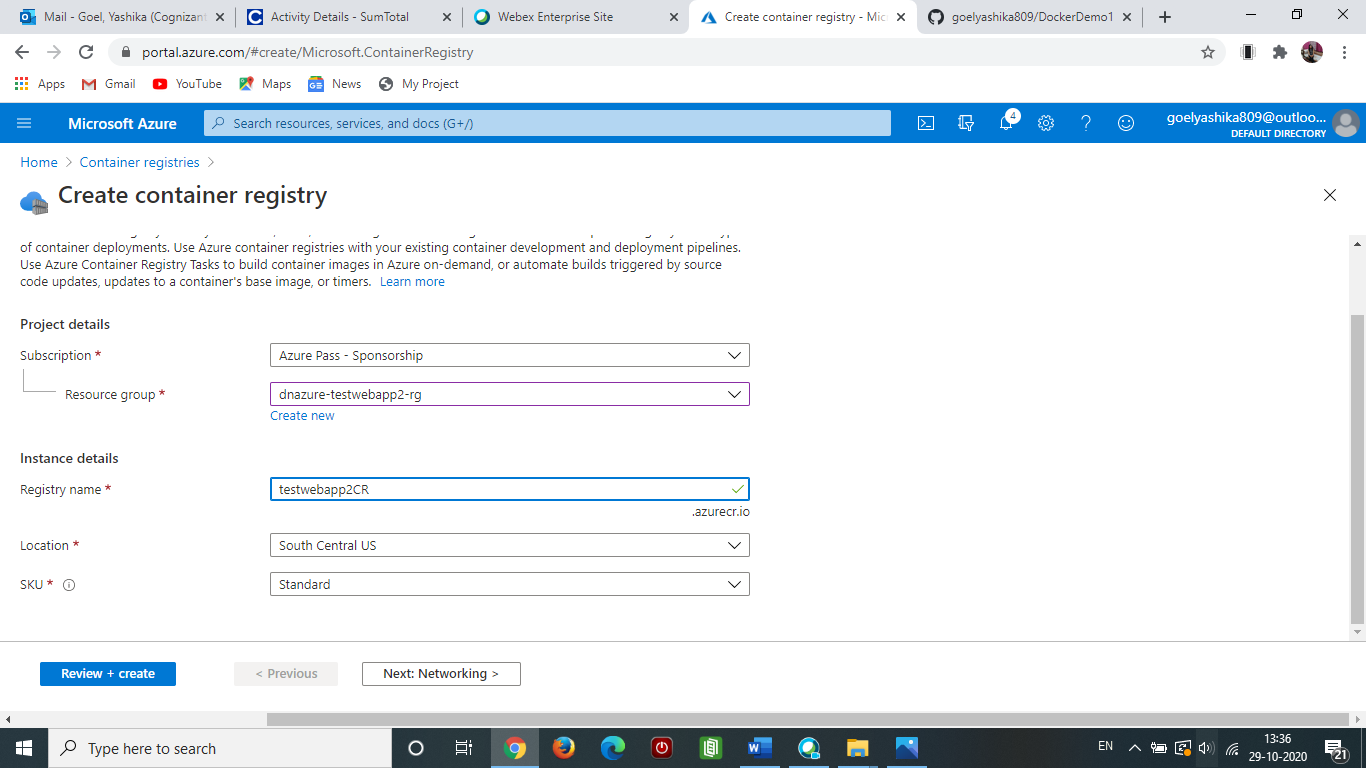 Mail - Goel, Yashika (Cognizant
Activity Details - SumTotal
Webex Enterprise Site
Create container registry - Mic
goelyashika809/DockerDemo1
portal.azure.com/#create/Microsoft.ContainerRegistry
Apps
Gmail
YouTube
Maps
News
My Project
Microsoft Azure
Search resources, services, and docs (G+/)
4
goelyashika809@outloo...
DEFAULT DIRECTORY
Home > Container registries >
Create container registry
of container deployments. Use Azure container registries with your existing container development and deployment pipelines.
Use Azure Container Registry Tasks to build container images in Azure on-demand, or automate builds triggered by source
code updates, updates to a container's base image, or timers. Learn more
Project details
Subscription *
Azure Pass - Sponsorship
Resource group *
dnazure-testwebapp2-rg
Create new
Instance details
Registry name *
testwebapp2CR
.azurecr.io
Location *
South Central US
SKU *
Standard
Review + create
< Previous
Next: Networking >
Type here to search
EN
13:36
29-10-2020
21